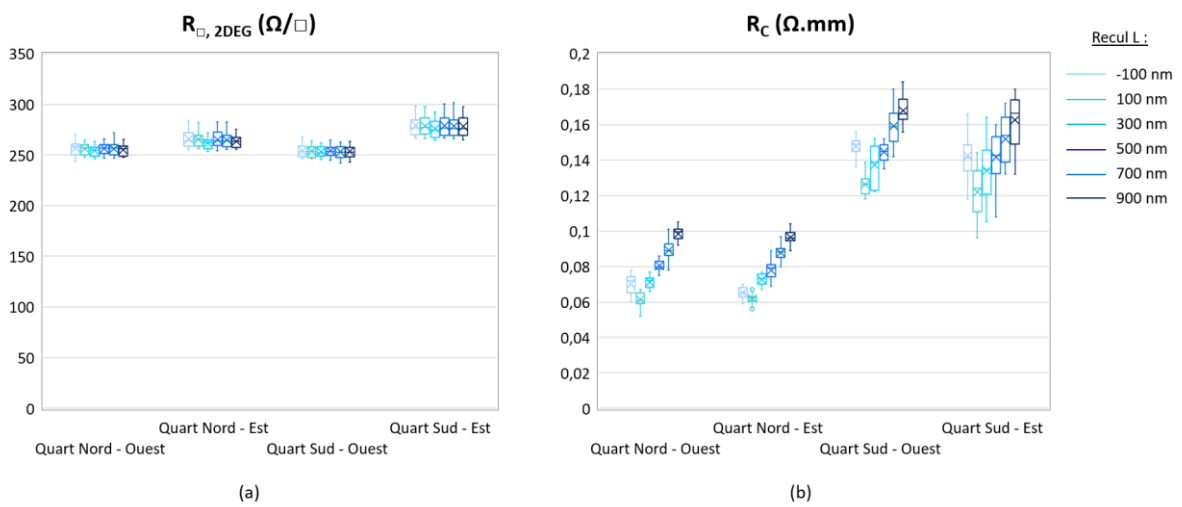 R□, 2DEG (Ω/□)
350
300
250
200
150
100
50
0
Quart Nord - Est
Quart Sud - Est
Quart Nord - Ouest
Quart Sud - Ouest
(a)
RC (Ω.mm)
0,2
0,18
0,16
0,14
0,12
0,1
0,08
0,06
0,04
0,02
0
Quart Nord - Est
Quart Sud - Est
Quart Nord - Ouest
Quart Sud - Ouest
(b)
Recul L :
-100 nm
100 nm
300 nm
500 nm
700 nm
900 nm